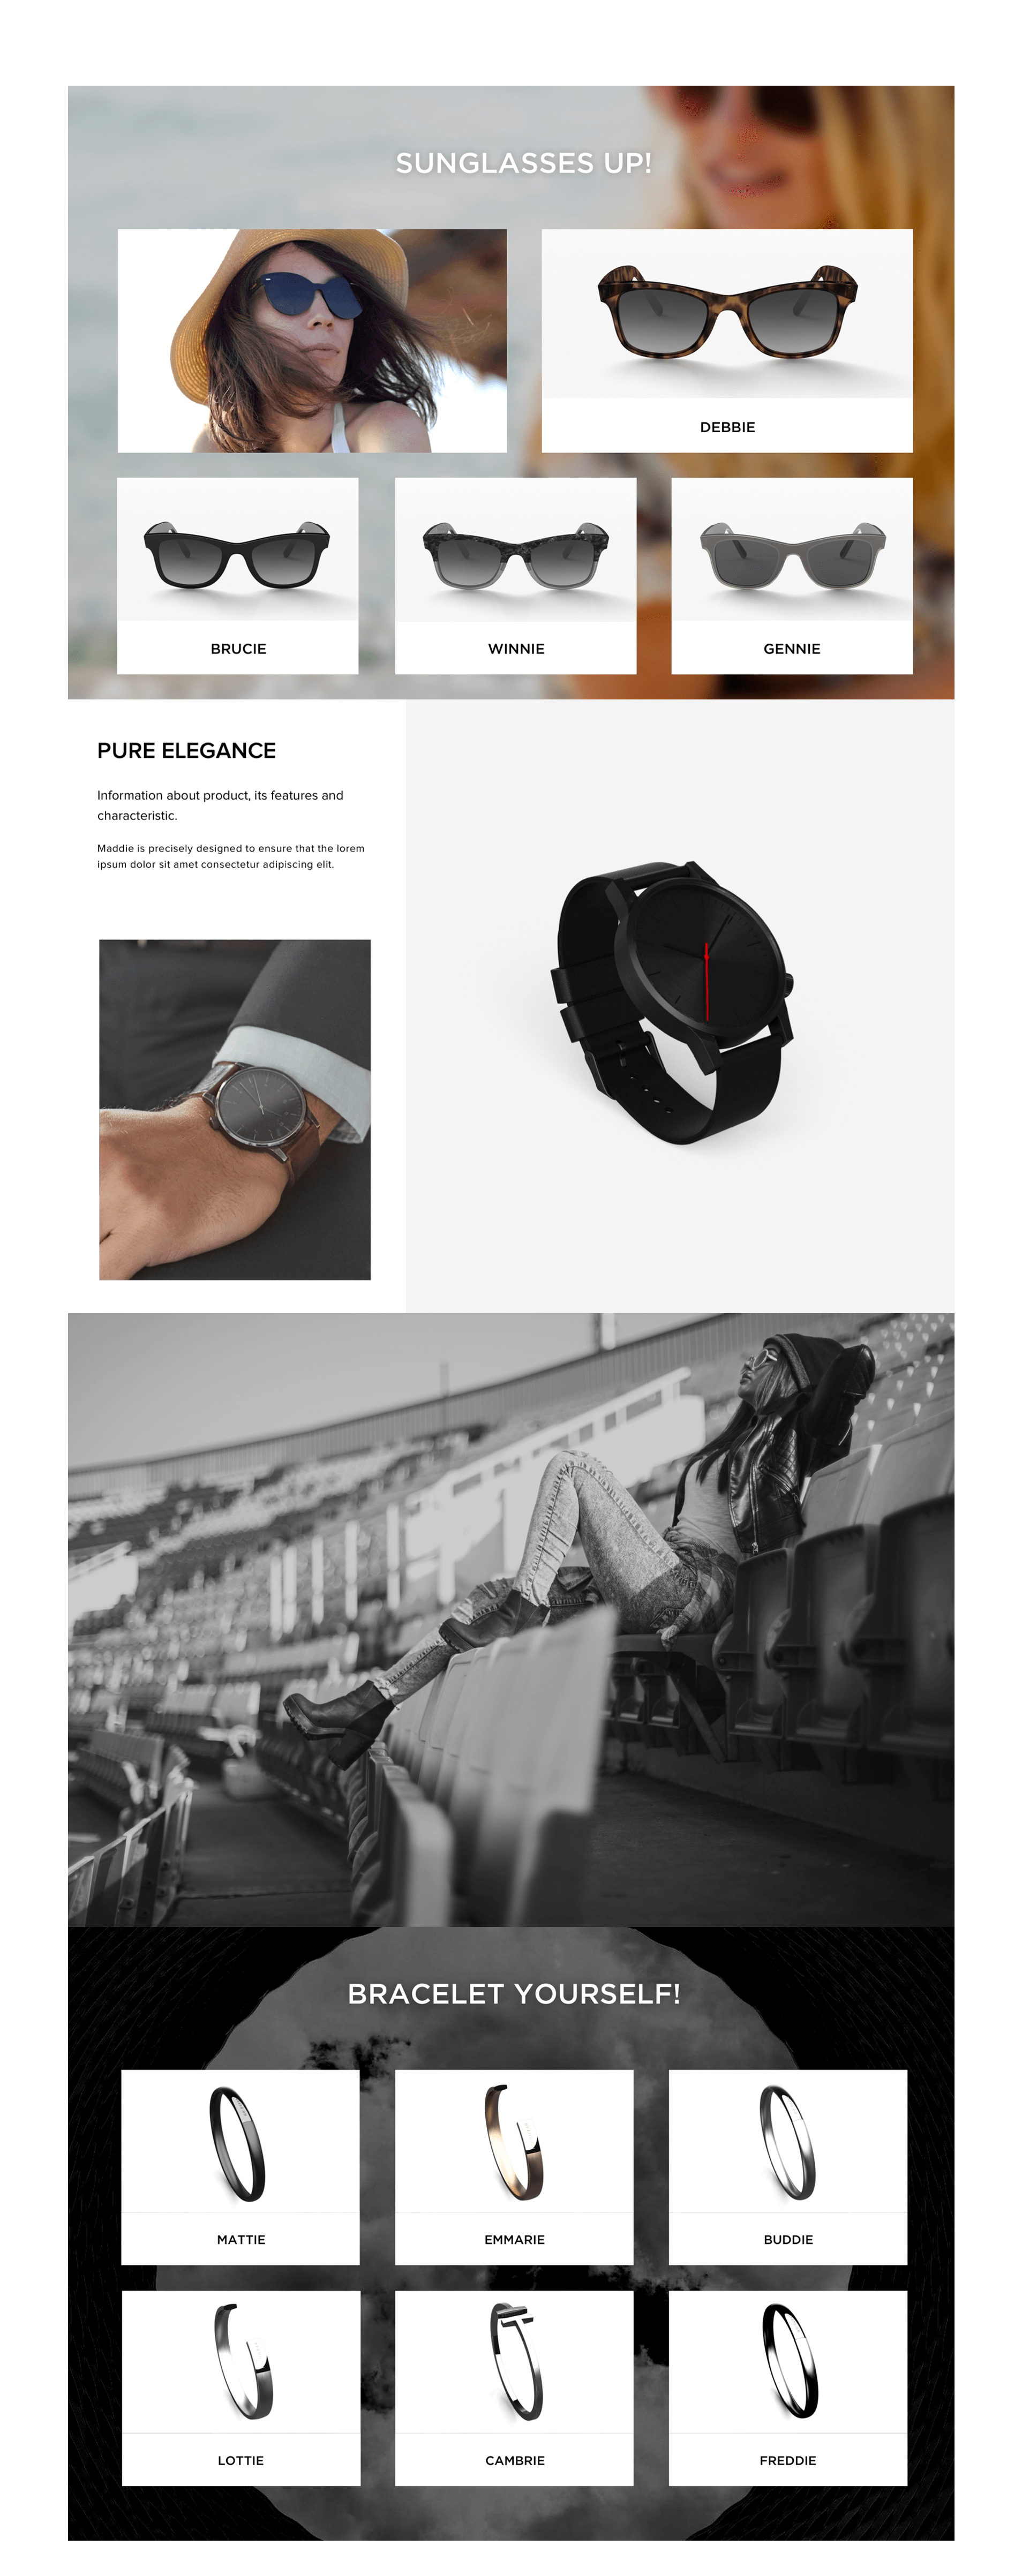 SUNGLASSES UP!
DEBBIE
BRUCIE
WINNIE
GENNIE
PURE ELEGANCE
Information about product, its features and
characteristic.
Maddie is precisely designed to ensure that the lorem
ipsum dolor sit amet consectetur adipiscing elit.
BRACELET YOURSELF!
MATTIE
EMMARIE
BUDDIE
LOTTIE
CAMBRIE
FREDDIE